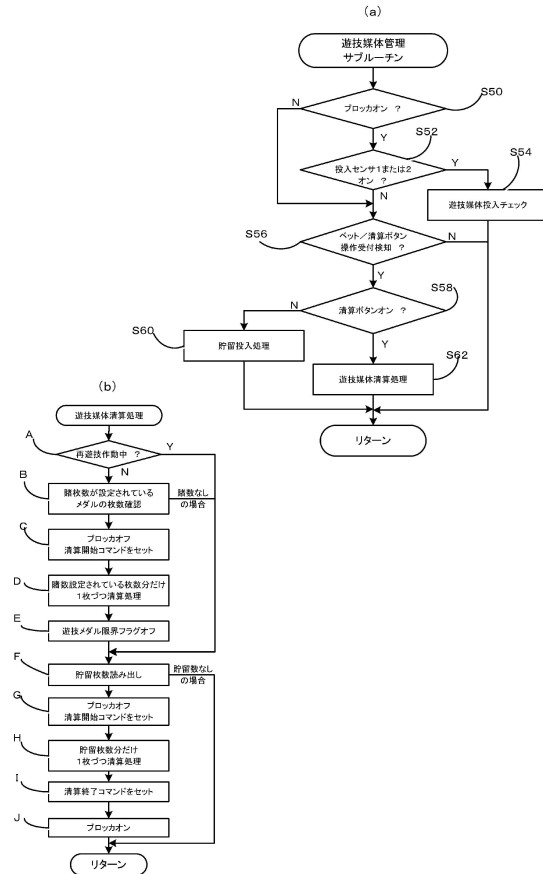 (a)
遊技媒体管理
サブルーチン
S50
ブロッカオン ?
N
Y
S52
投入センサ1または2
オン ?
Y
N
S54
遊技媒体投入チェック
S56
ベット／清算ボタン
操作受付検知 ?
N
Y
S58
清算ボタンオン ?
N
Y
S60
貯留投入処理
S62
遊技媒体清算処理
リターン
(b)
遊技媒体清算処理
A
再遊技作動中 ?
Y
N
B
賭枚数が設定されている
メダルの枚数確認
賭数なし
の場合
C
ブロッカオフ
清算開始コマンドをセット
D
賭数設定されている枚数分だけ
1枚づつ清算処理
E
遊技メダル限界フラグオフ
F
貯留枚数読み出し
貯留数なし
の場合
G
ブロッカオフ
清算開始コマンドをセット
H
貯留枚数分だけ
1枚づつ清算処理
I
清算終了コマンドをセット
J
ブロッカオン
リターン